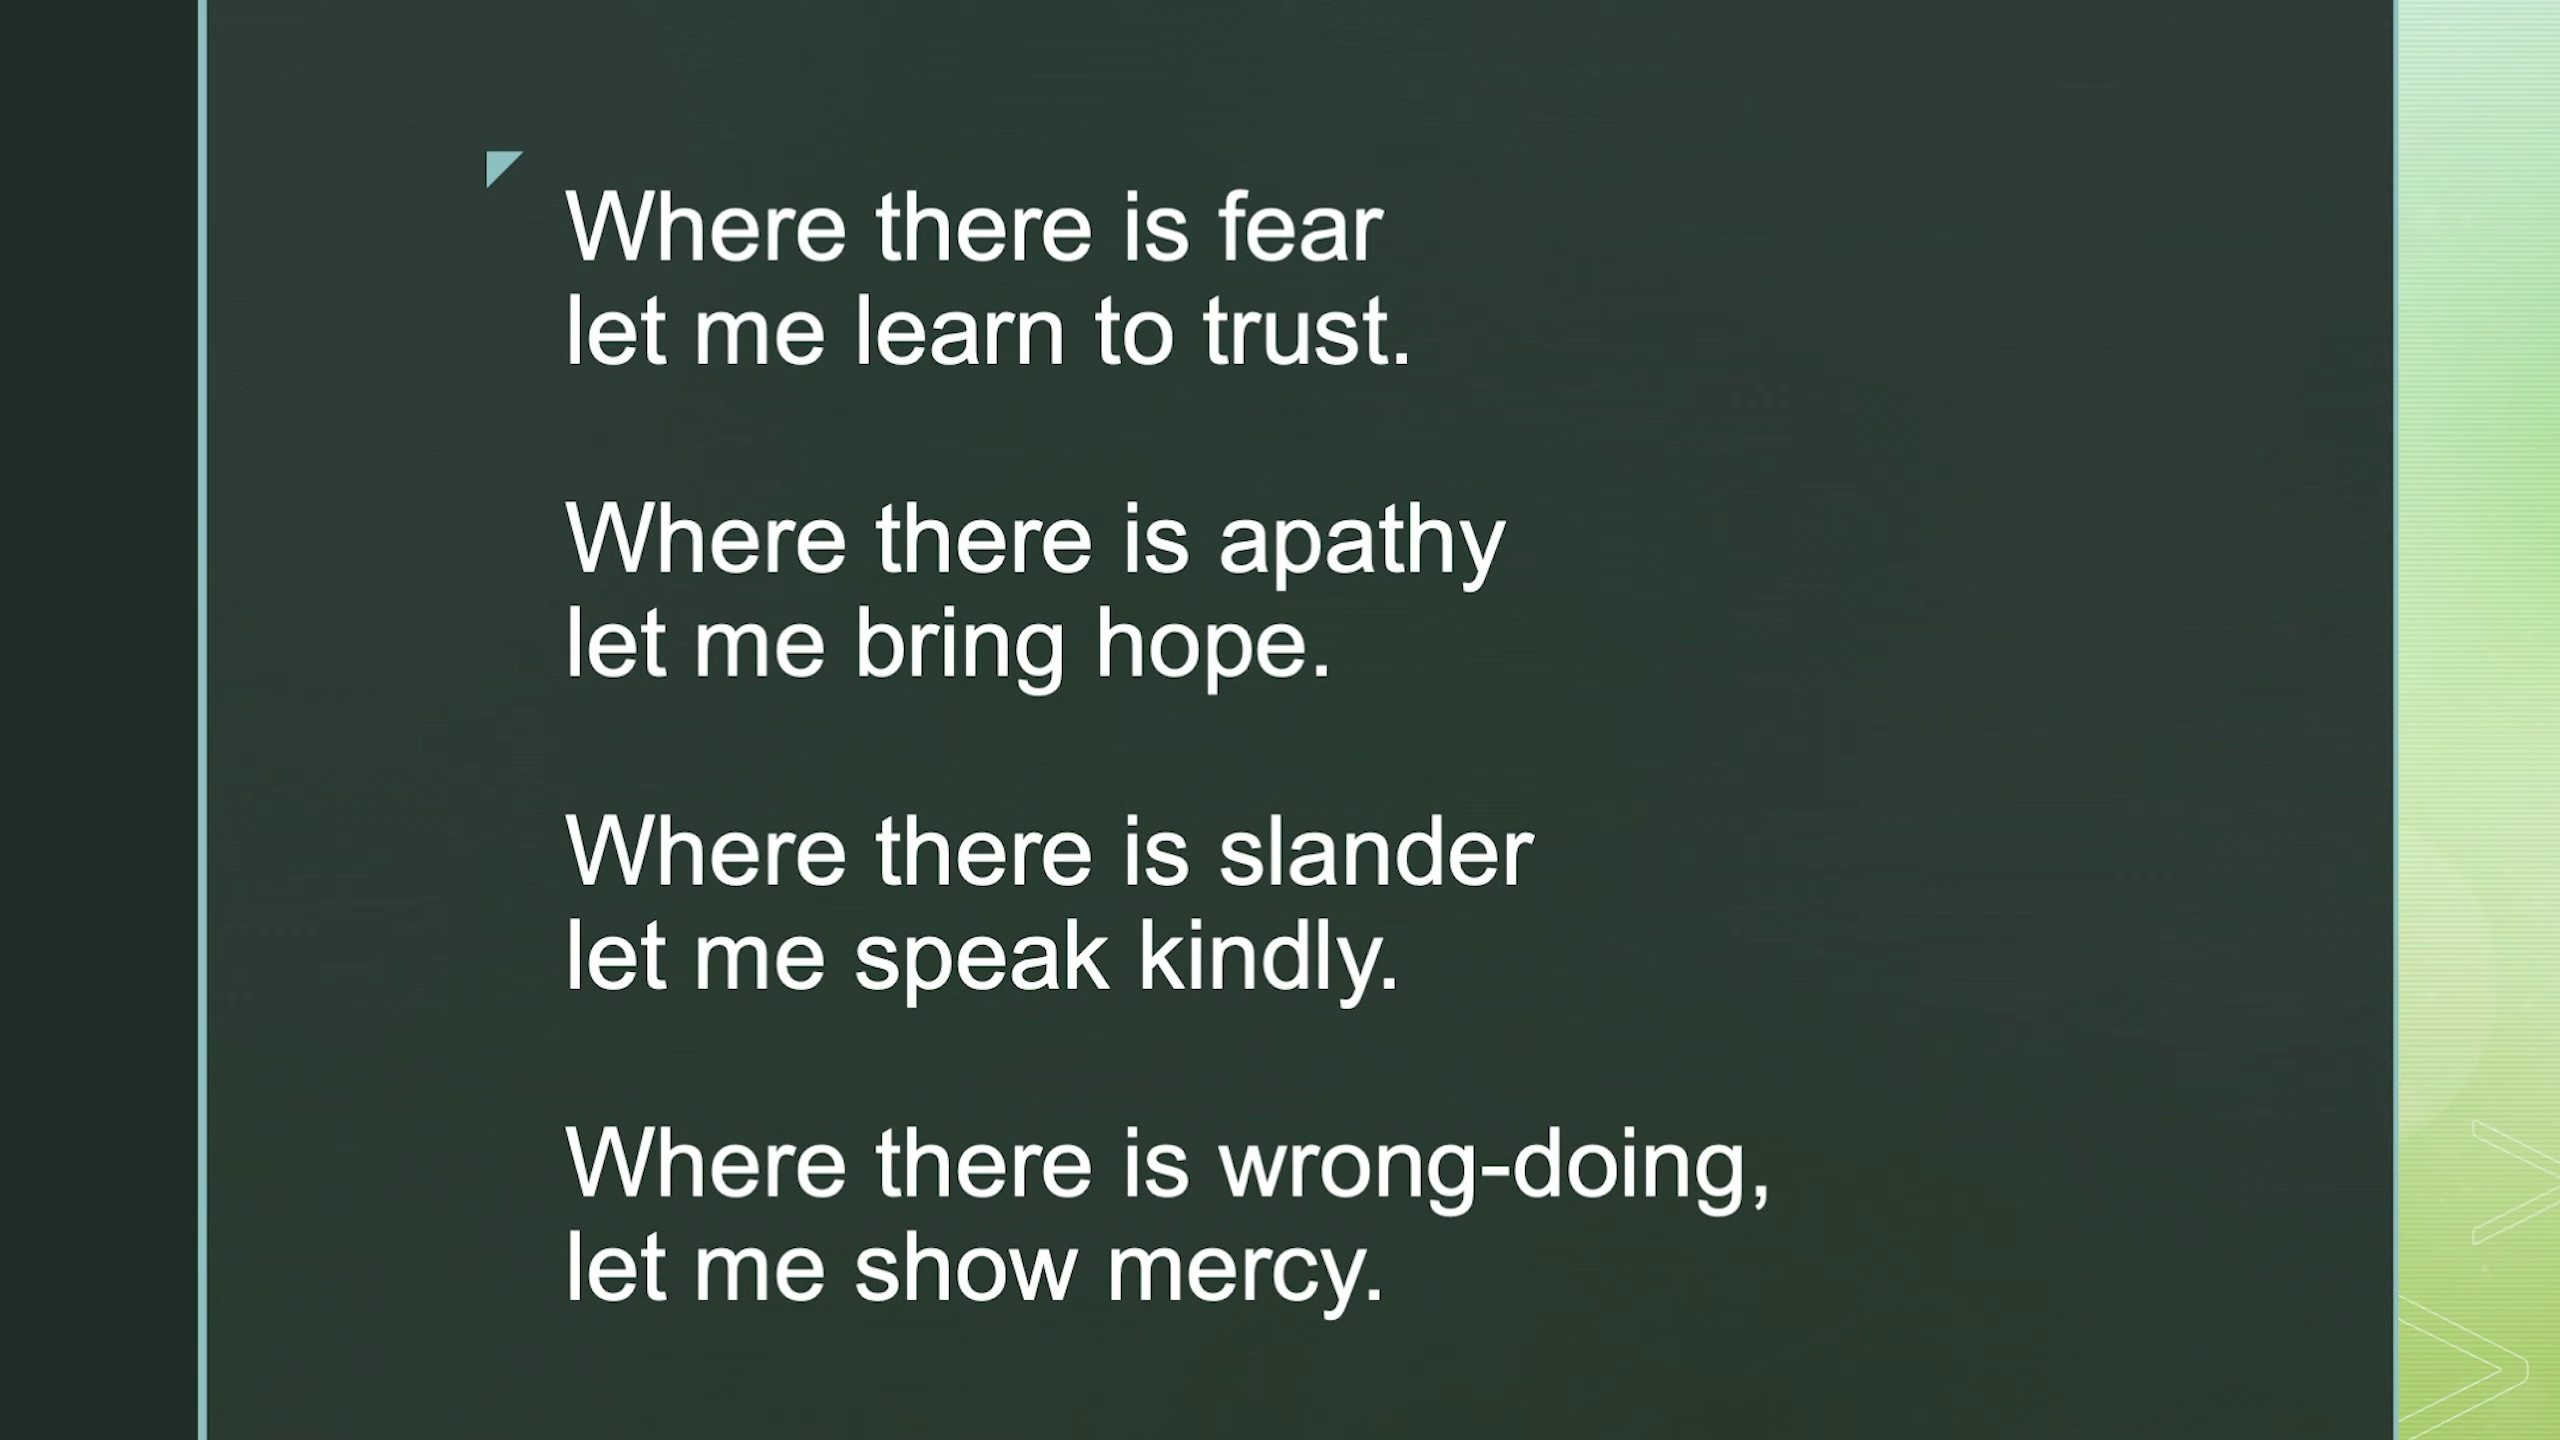 Where there is fear
let me learn to trust.
Where there is apathy
let me bring hope.
Where there is slander
let me speak kindly.
Where there is wrong-doing,
let me show mercy.